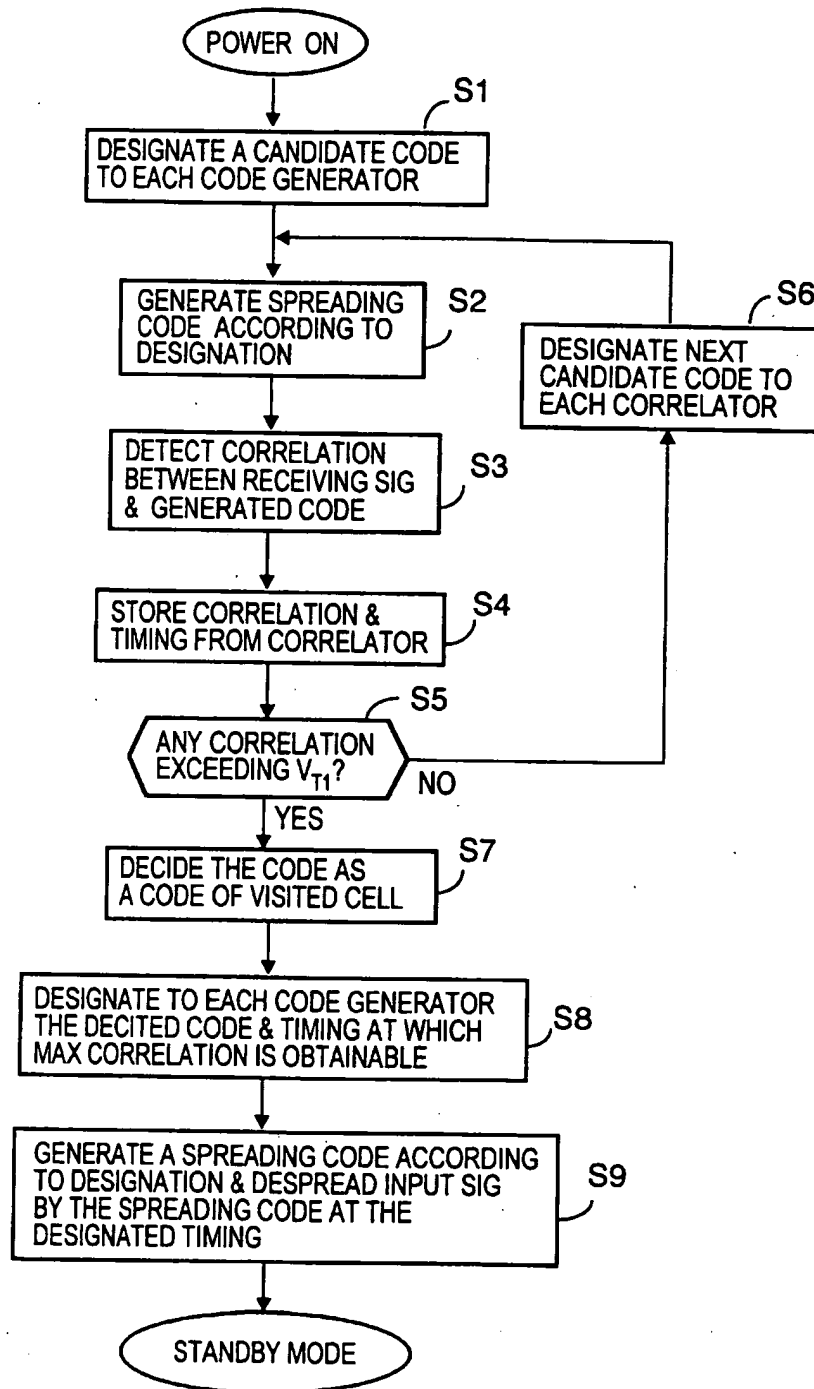 POWER ON
S1
DESIGNATE A CANDIDATE CODE
TO EACH CODE GENERATOR
S2
GENERATE SPREADING
CODE ACCORDING TO
DESIGNATION
S6
DESIGNATE NEXT
CANDIDATE CODE TO
EACH CORRELATOR
DETECT CORRELATION
BETWEEN RECEIVING SIG
& GENERATED CODE
S3
STORE CORRELATION &
TIMING FROM CORRELATOR
S4
S5
ANY CORRELATION
EXCEEDING VT1?
NO
YES
S7
DECIDE THE CODE AS
A CODE OF VISITED CELL
DESIGNATE TO EACH CODE GENERATOR
THE DECITED CODE & TIMING AT WHICH
MAX CORRELATION IS OBTAINABLE
S8
GENERATE A SPREADING CODE ACCORDING
TO DESIGNATION & DESPREAD INPUT SIG
BY THE SPREADING CODE AT THE
DESIGNATED TIMING
S9
STANDBY MODE